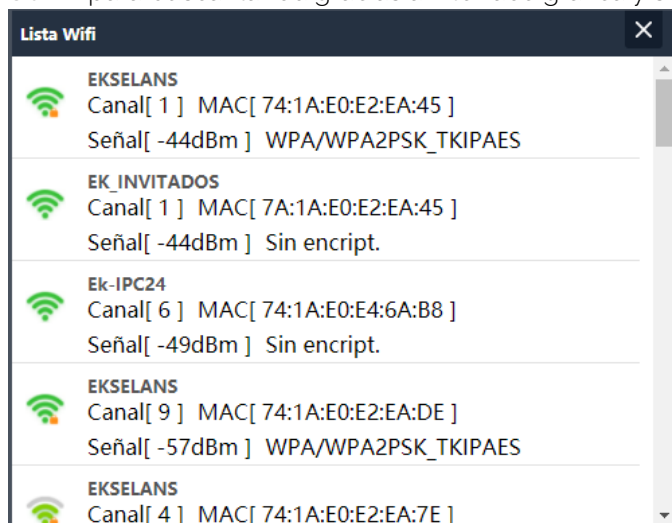 Lista Wifi
EKSELANS
Canal[ 1 ] MAC[ 74:1A:E0:E2:EA:45 ]
Señal[ -44dBm ] WPA/WPA2PSK_TKIPAES
EK_INVITADOS
Canal[ 1 ] MAC[ 7A:1A:E0:E2:EA:45 ]
Señal[ -44dBm ] Sin encript.
Ek-IPC24
Canal[ 6 ] MAC[ 74:1A:E0:E4:6A:B8 ]
Señal[ -49dBm ] Sin encript.
EKSELANS
Canal[ 9 ] MAC[ 74:1A:E0:E2:EA:DE ]
Señal[ -57dBm ] WPA/WPA2PSK_TKIPAES
EKSELANS
Canal[ 4 ] MAC[ 74:1A:E0:E2:EA:7E ]